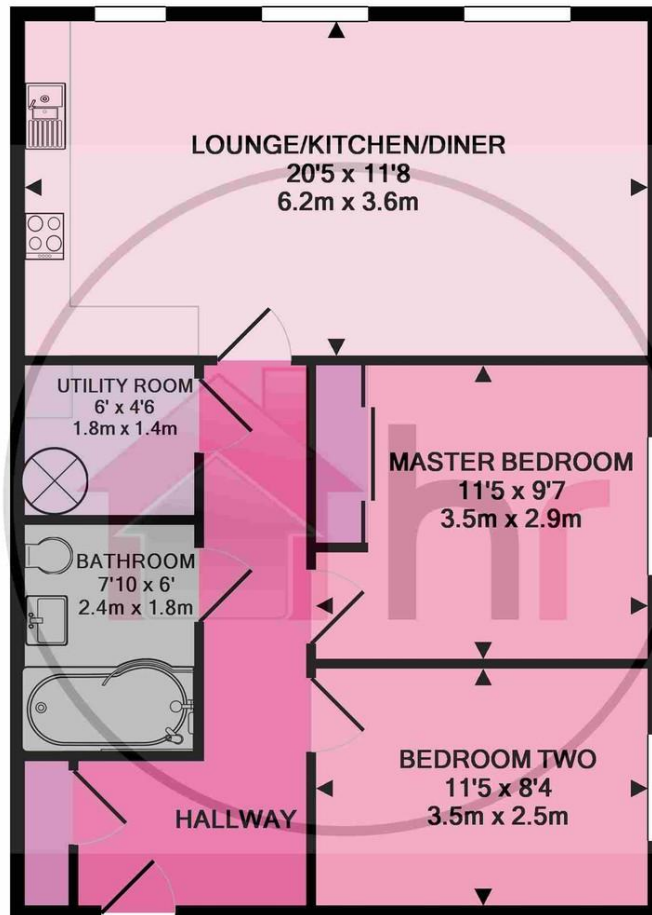 LOUNGE/KITCHEN/DINER
20'5 x 11'8
6.2m x 3.6m
UTILITY ROOM
6' x 4'6
1.8m x 1.4m
MASTER BEDROOM
11'5 x 9'7
3.5m x 2.9m
BATHROOM
7'10 x 6'
2.4m x 1.8m
BEDROOM TWO
11'5 x 8'4
3.5m x 2.5m
HALLWAY
hr